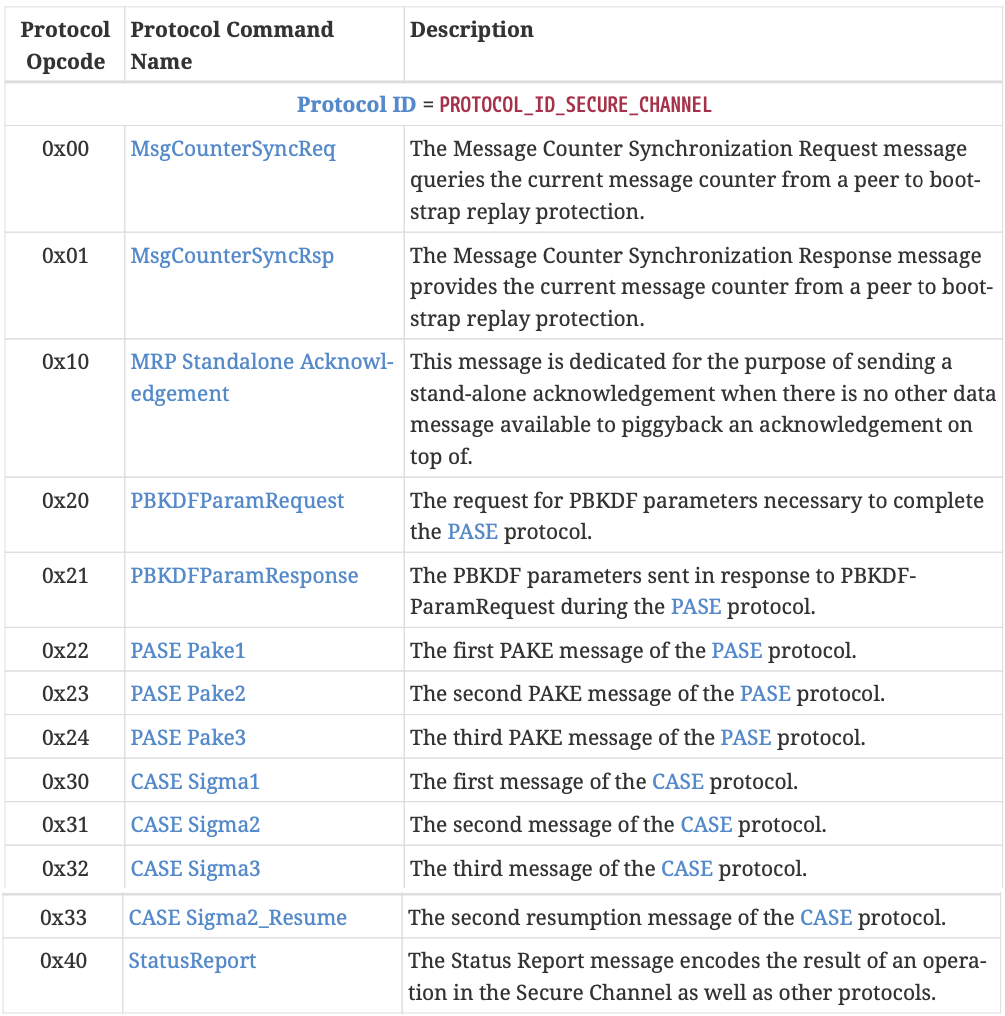 Protocol Opcode | Protocol Command Name | Description
Protocol ID = PROTOCOL_ID_SECURE_CHANNEL
0x00 MsgCounterSyncReq The Message Counter Synchronization Request message
queries the current message counter from a peer to boot-
strap replay protection.
0x01 MsgCounterSyncRsp The Message Counter Synchronization Response message
provides the current message counter from a peer to boot-
strap replay protection.
0x10 MRP Standalone Acknowl- This message is dedicated for the purpose of sending a
edgement stand-alone acknowledgement when there is no other data
message available to piggyback an acknowledgement on
top of.
0x20 PBKDFParamRequest The request for PBKDF parameters necessary to complete
the PASE protocol.
0x21 PBKDFParamResponse The PBKDF parameters sent in response to PBKDF-
ParamRequest during the PASE protocol.
0x22 PASE Pake1 The first PAKE message of the PASE protocol.
0x23 PASE Pake2 The second PAKE message of the PASE protocol.
0x24 PASE Pake3 The third PAKE message of the PASE protocol.
0x30 CASE Sigma1 The first message of the CASE protocol.
0x31 CASE Sigma2 The second message of the CASE protocol.
0x32 CASE Sigma3 The third message of the CASE protocol.
0x33 CASE Sigma2_Resume The second resumption message of the CASE protocol.
0x40 StatusReport The Status Report message encodes the result of an opera-
tion in the Secure Channel as well as other protocols.